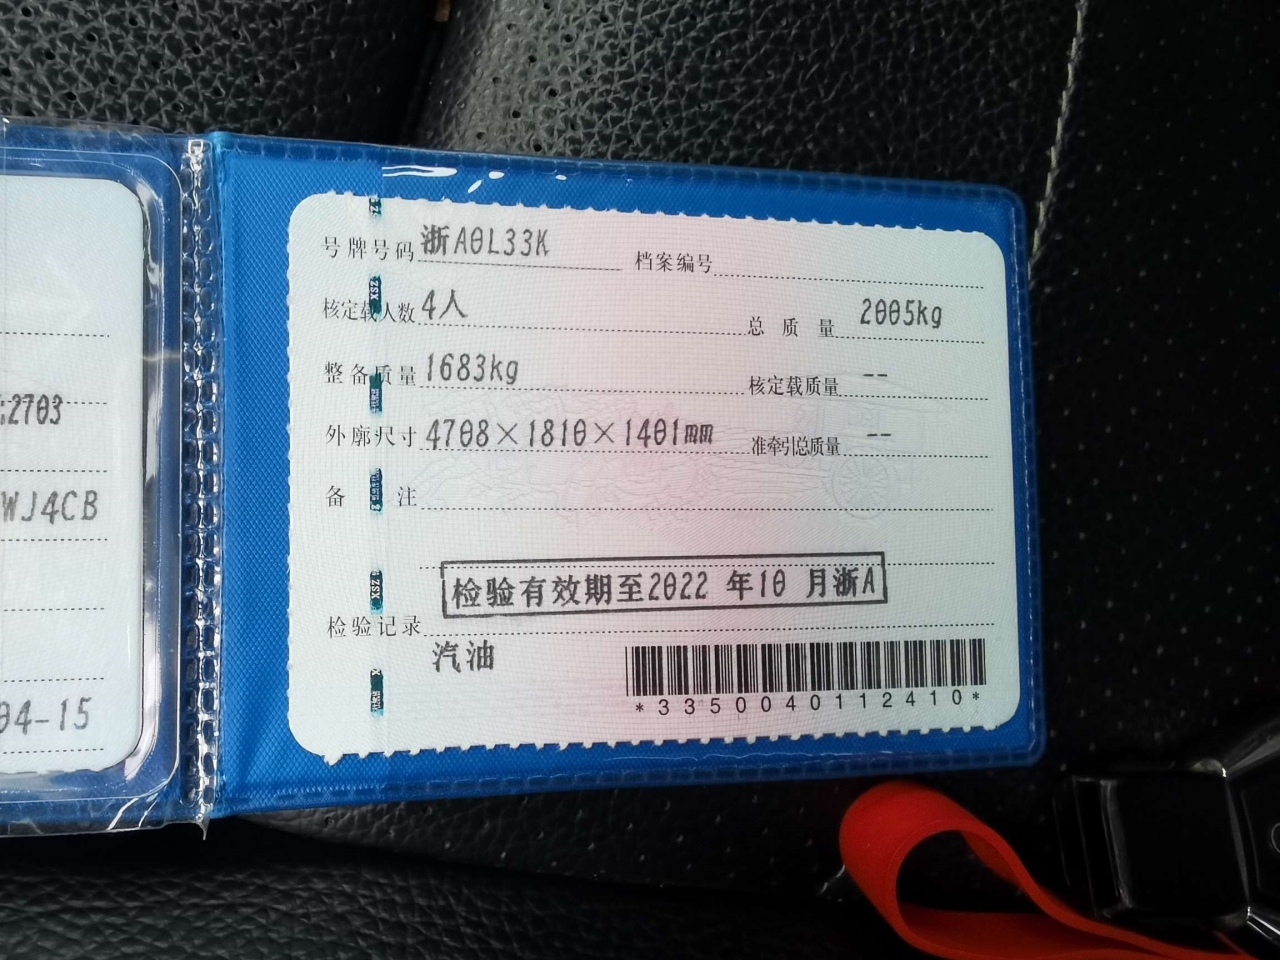 :2703
WJ4CB
04-15
号牌号码 浙A0L33K 档案编号
核定载人数 4人 总质量 2005kg
整备质量 1683kg 核定载质量 --
外廓尺寸 4708×1810×1401mm 准牵引总质量 --
备注
检验有效期至2022 年10 月浙A
检验记录
汽油
*3350040112410*
XSZ
XSZ